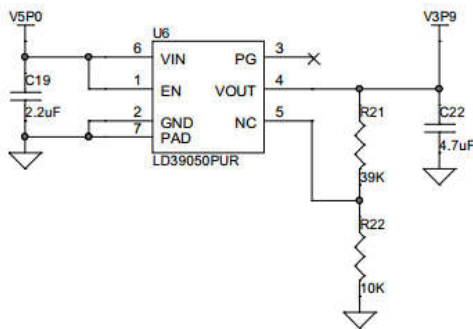 V5P0
V3P9
U6
6 VIN PG 3
C19
1 EN VOUT 4
2.2uF
2 GND NC 5
7 PAD
LD39050PUR
R21
C22
4.7uF
39K
R22
10K